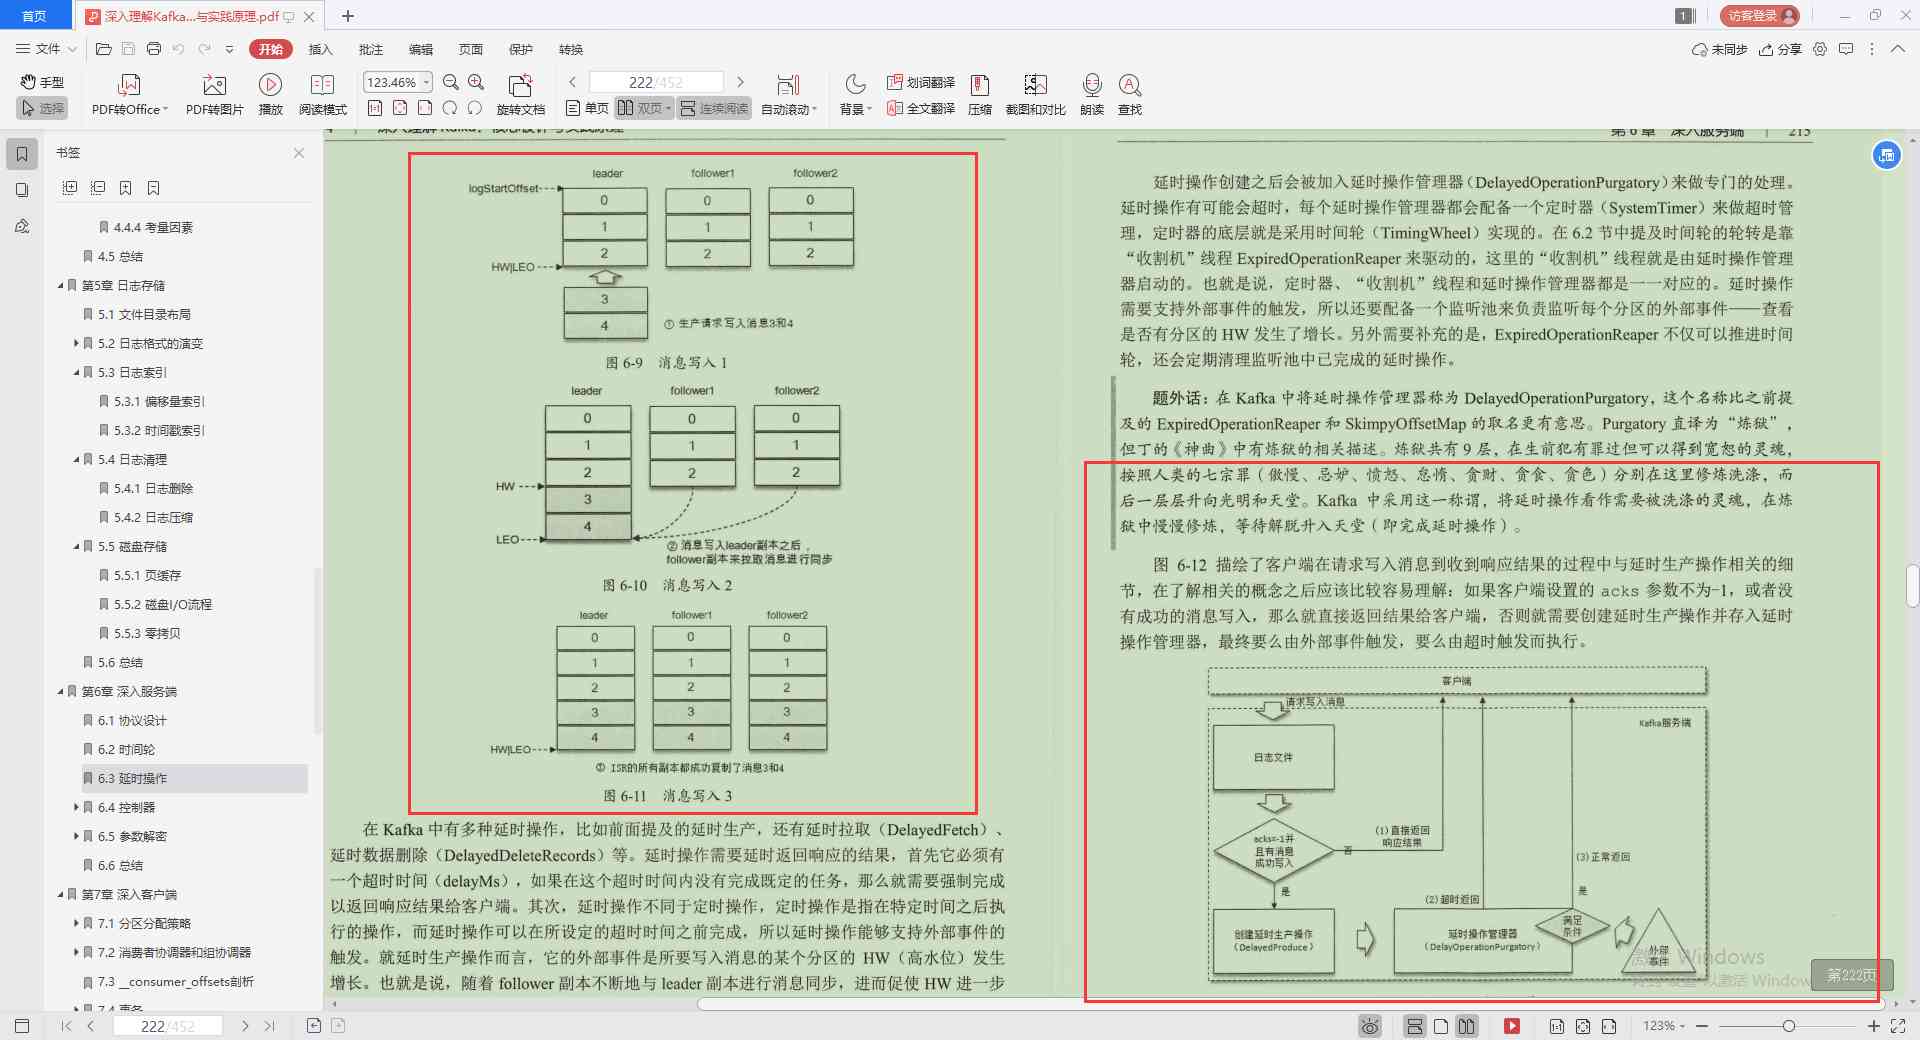 首页
深入理解Kafka...与实践原理.pdf
1
访客登录
文件
开始
插入
批注
编辑
页面
保护
转换
未同步
分享
手型
选择
PDF转Office
PDF转图片
播放
阅读模式
123.46%
旋转文档
222/452
单页
双页
连续阅读
自动滚动
背景
划词翻译
全文翻译
压缩
截图和对比
朗读
查找
书签
4.4.4 考量因素
4.5 总结
第5章 日志存储
5.1 文件目录布局
5.2 日志格式的演变
5.3 日志索引
5.3.1 偏移量索引
5.3.2 时间戳索引
5.4 日志清理
5.4.1 日志删除
5.4.2 日志压缩
5.5 磁盘存储
5.5.1 页缓存
5.5.2 磁盘I/O流程
5.5.3 零拷贝
5.6 总结
第6章 深入服务端
6.1 协议设计
6.2 时间轮
6.3 延时操作
6.4 控制器
6.5 参数解密
6.6 总结
第7章 深入客户端
7.1 分区分配策略
7.2 消费者协调器和组协调器
7.3 __consumer_offsets剖析
7.4 事务
深入理解 Kafka：核心设计与实践原理
leader follower1 follower2
logStartOffset
0 0 0
1 1 1
2 2 2
HW|LEO
3
4
① 生产请求写入消息3和4
图 6-9 消息写入 1
leader follower1 follower2
0 0 0
1 1 1
2 2 2
HW
3
4
LEO
② 消息写入leader副本之后，
follower副本来拉取消息进行同步
图 6-10 消息写入 2
leader follower1 follower2
0 0 0
1 1 1
2 2 2
3 3 3
4 4 4
HW|LEO
③ ISR的所有副本都成功复制了消息3和4
图 6-11 消息写入 3
在 Kafka 中有多种延时操作，比如前面提及的延时生产，还有延时拉取（DelayedFetch）、
延时数据删除（DelayedDeleteRecords）等。延时操作需要延时返回响应的结果，首先它必须有
一个超时时间（delayMs），如果在这个超时时间内没有完成既定的任务，那么就需要强制完成
以返回响应结果给客户端。其次，延时操作不同于定时操作，定时操作是指在特定时间之后执
行的操作，而延时操作可以在所设定的超时时间之前完成，所以延时操作能够支持外部事件的
触发。就延时生产操作而言，它的外部事件是所要写入消息的某个分区的 HW（高水位）发生
增长。也就是说，随着 follower 副本不断地与 leader 副本进行消息同步，进而促使 HW 进一步
第 6 章 深入服务端 | 215
延时操作创建之后会被加入延时操作管理器（DelayedOperationPurgatory）来做专门的处理。
延时操作有可能会超时，每个延时操作管理器都会配备一个定时器（SystemTimer）来做超时管
理，定时器的底层就是采用时间轮（TimingWheel）实现的。在 6.2 节中提及时间轮的轮转是靠
“收割机”线程 ExpiredOperationReaper 来驱动的，这里的“收割机”线程就是由延时操作管理
器启动的。也就是说，定时器、“收割机”线程和延时操作管理器都是一一对应的。延时操作
需要支持外部事件的触发，所以还要配备一个监听池来负责监听每个分区的外部事件——查看
是否有分区的 HW 发生了增长。另外需要补充的是，ExpiredOperationReaper 不仅可以推进时间
轮，还会定期清理监听池中已完成的延时操作。
题外话：在 Kafka 中将延时操作管理器称为 DelayedOperationPurgatory，这个名称比之前提
及的 ExpiredOperationReaper 和 SkimpyOffsetMap 的取名更有意思。Purgatory 直译为“炼狱”，
但丁的《神曲》中有炼狱的相关描述。炼狱共有 9 层，在生前犯有罪过但可以得到宽恕的灵魂，
按照人类的七宗罪（傲慢、忌妒、愤怒、怠惰、贪财、贪食、贪色）分别在这里修炼洗涤，而
后一层层升向光明和天堂。Kafka 中采用这一称谓，将延时操作看作需要被洗涤的灵魂，在炼
狱中慢慢修炼，等待解脱升入天堂（即完成延时操作）。
图 6-12 描绘了客户端在请求写入消息到收到响应结果的过程中与延时生产操作相关的细
节，在了解相关的概念之后应该比较容易理解：如果客户端设置的 acks 参数不为-1，或者没
有成功的消息写入，那么就直接返回结果给客户端，否则就需要创建延时生产操作并存入延时
操作管理器，最终要么由外部事件触发，要么由超时触发而执行。
客户端
请求写入消息
Kafka服务端
日志文件
acks=-1并
且有消息
成功写入
否
(1)直接返回
响应结果
(3)正常返回
是
是
(2)超时返回
创建延时生产操作
（DelayedProduce）
延时操作管理器
（DelayOperationPurgatory）
满足
条件
外部
事件
Windows
以激活 Window
第222页
222/452
123%